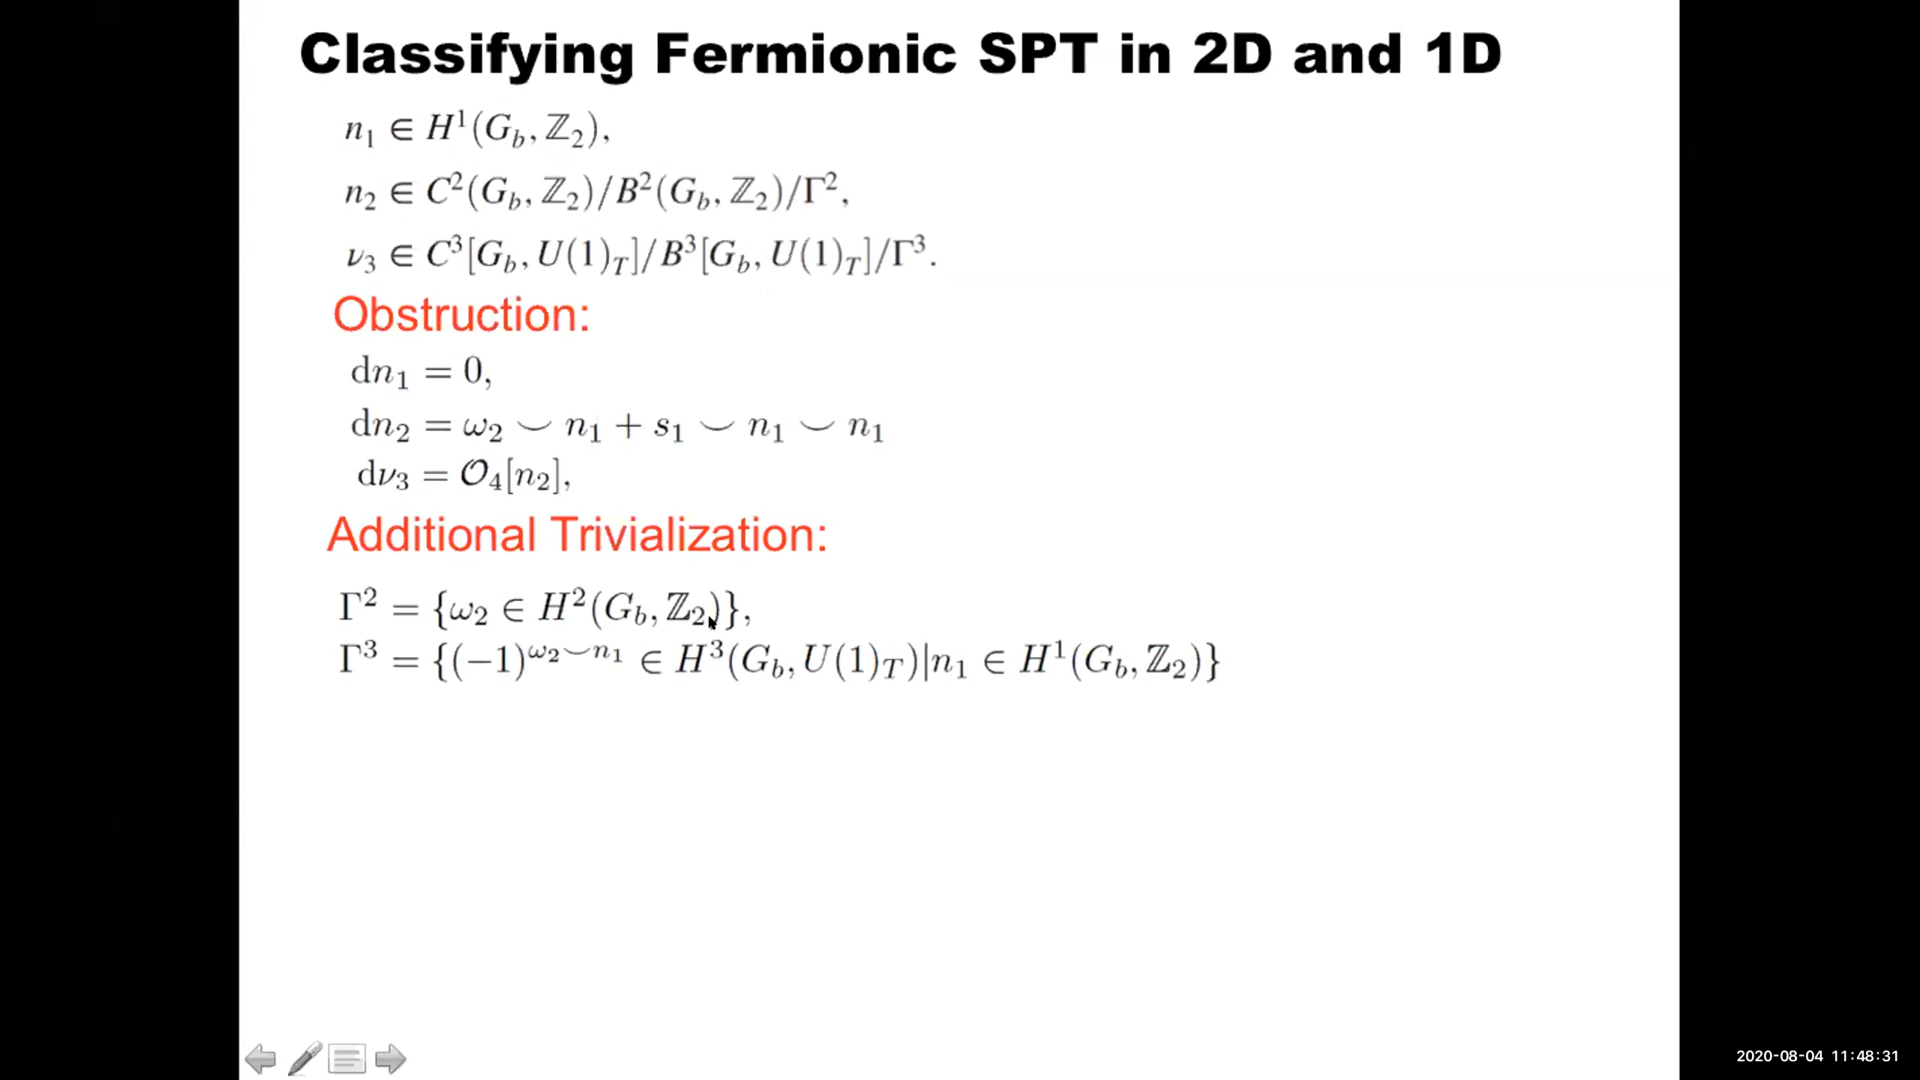 Classifying Fermionic SPT in 2D and 1D
n₁ ∈ H¹(G_b, ℤ₂),
n₂ ∈ C²(G_b, ℤ₂)/B²(G_b, ℤ₂)/Γ²,
ν₃ ∈ C³[G_b, U(1)_T]/B³[G_b, U(1)_T]/Γ³.
Obstruction:
dn₁ = 0,
dn₂ = ω₂ ⌣ n₁ + s₁ ⌣ n₁ ⌣ n₁
dν₃ = 𝒪₄[n₂],
Additional Trivialization:
Γ² = {ω₂ ∈ H²(G_b, ℤ₂)},
Γ³ = {(−1)^{ω₂⌣n₁} ∈ H³(G_b, U(1)_T)|n₁ ∈ H¹(G_b, ℤ₂)}
2020-08-04 11:48:31